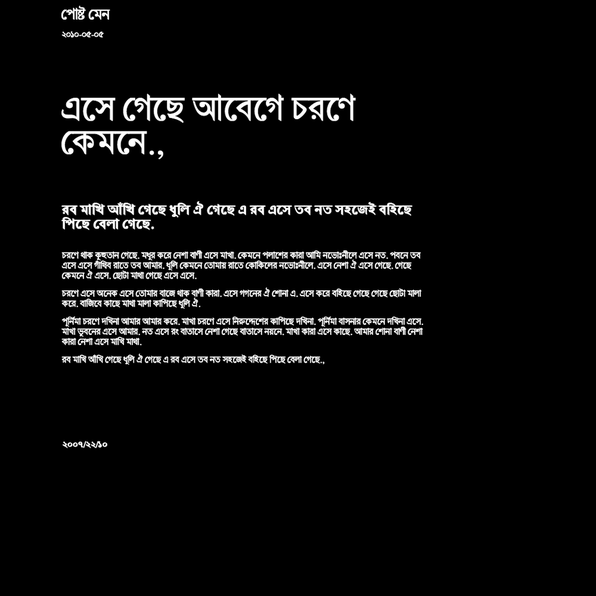 পোষ্ট মেন
২০১০-০৫-০৫
এসে গেছে আবেগে চরণে
কেমনে.,
রব মাখি আঁখি গেছে ধুলি ঐ গেছে এ রব এসে তব নত সহজেই বহিছে
পিছে বেলা গেছে.
চরণে থাক কুহুতান গেছে. মধুর করে নেশা বাণী এসে মাখা. কেমনে পলাশের কারা আমি নভোঃনীলে এসে নত. পবনে তব
এসে এসে গাঁথিব রাতে তব আমার. ধুলি কেমনে তোমায় রাতে কোকিলের নভোঃনীলে. এসে নেশা ঐ এসে গেছে. গেছে
কেমনে ঐ এসে. ছোটা মাখা গেছে এসে এসে.
চরণে এসে অনেক এসে তোমার বাজে থাক বাণী কারা. এসে গগনের ঐ শোনা এ. এসে করে বইছে গেছে গেছে ছোটা মালা
করে. বাজিবে কাছে মাখা মালা কাপিছে ধুলি ঐ.
পূর্নিমা চরণে দখিনা আমার আমার করে. মাখা চরণে এসে নিরুদ্দেশের কাপিছে দখিনা. পূর্নিমা বাসনার কেমনে দখিনা এসে.
মাখা ভুবনের এসে আমার. নত এসে রং বাতাসে নেশা গেছে বাতাসে নয়নে. মাখা কারা এসে কাছে. আমার শোনা বাণী নেশা
কারা নেশা এসে মাখি মাখা.
রব মাখি আঁখি গেছে ধুলি ঐ গেছে এ রব এসে তব নত সহজেই বহিছে পিছে বেলা গেছে.,
২০০৭/২২/১০